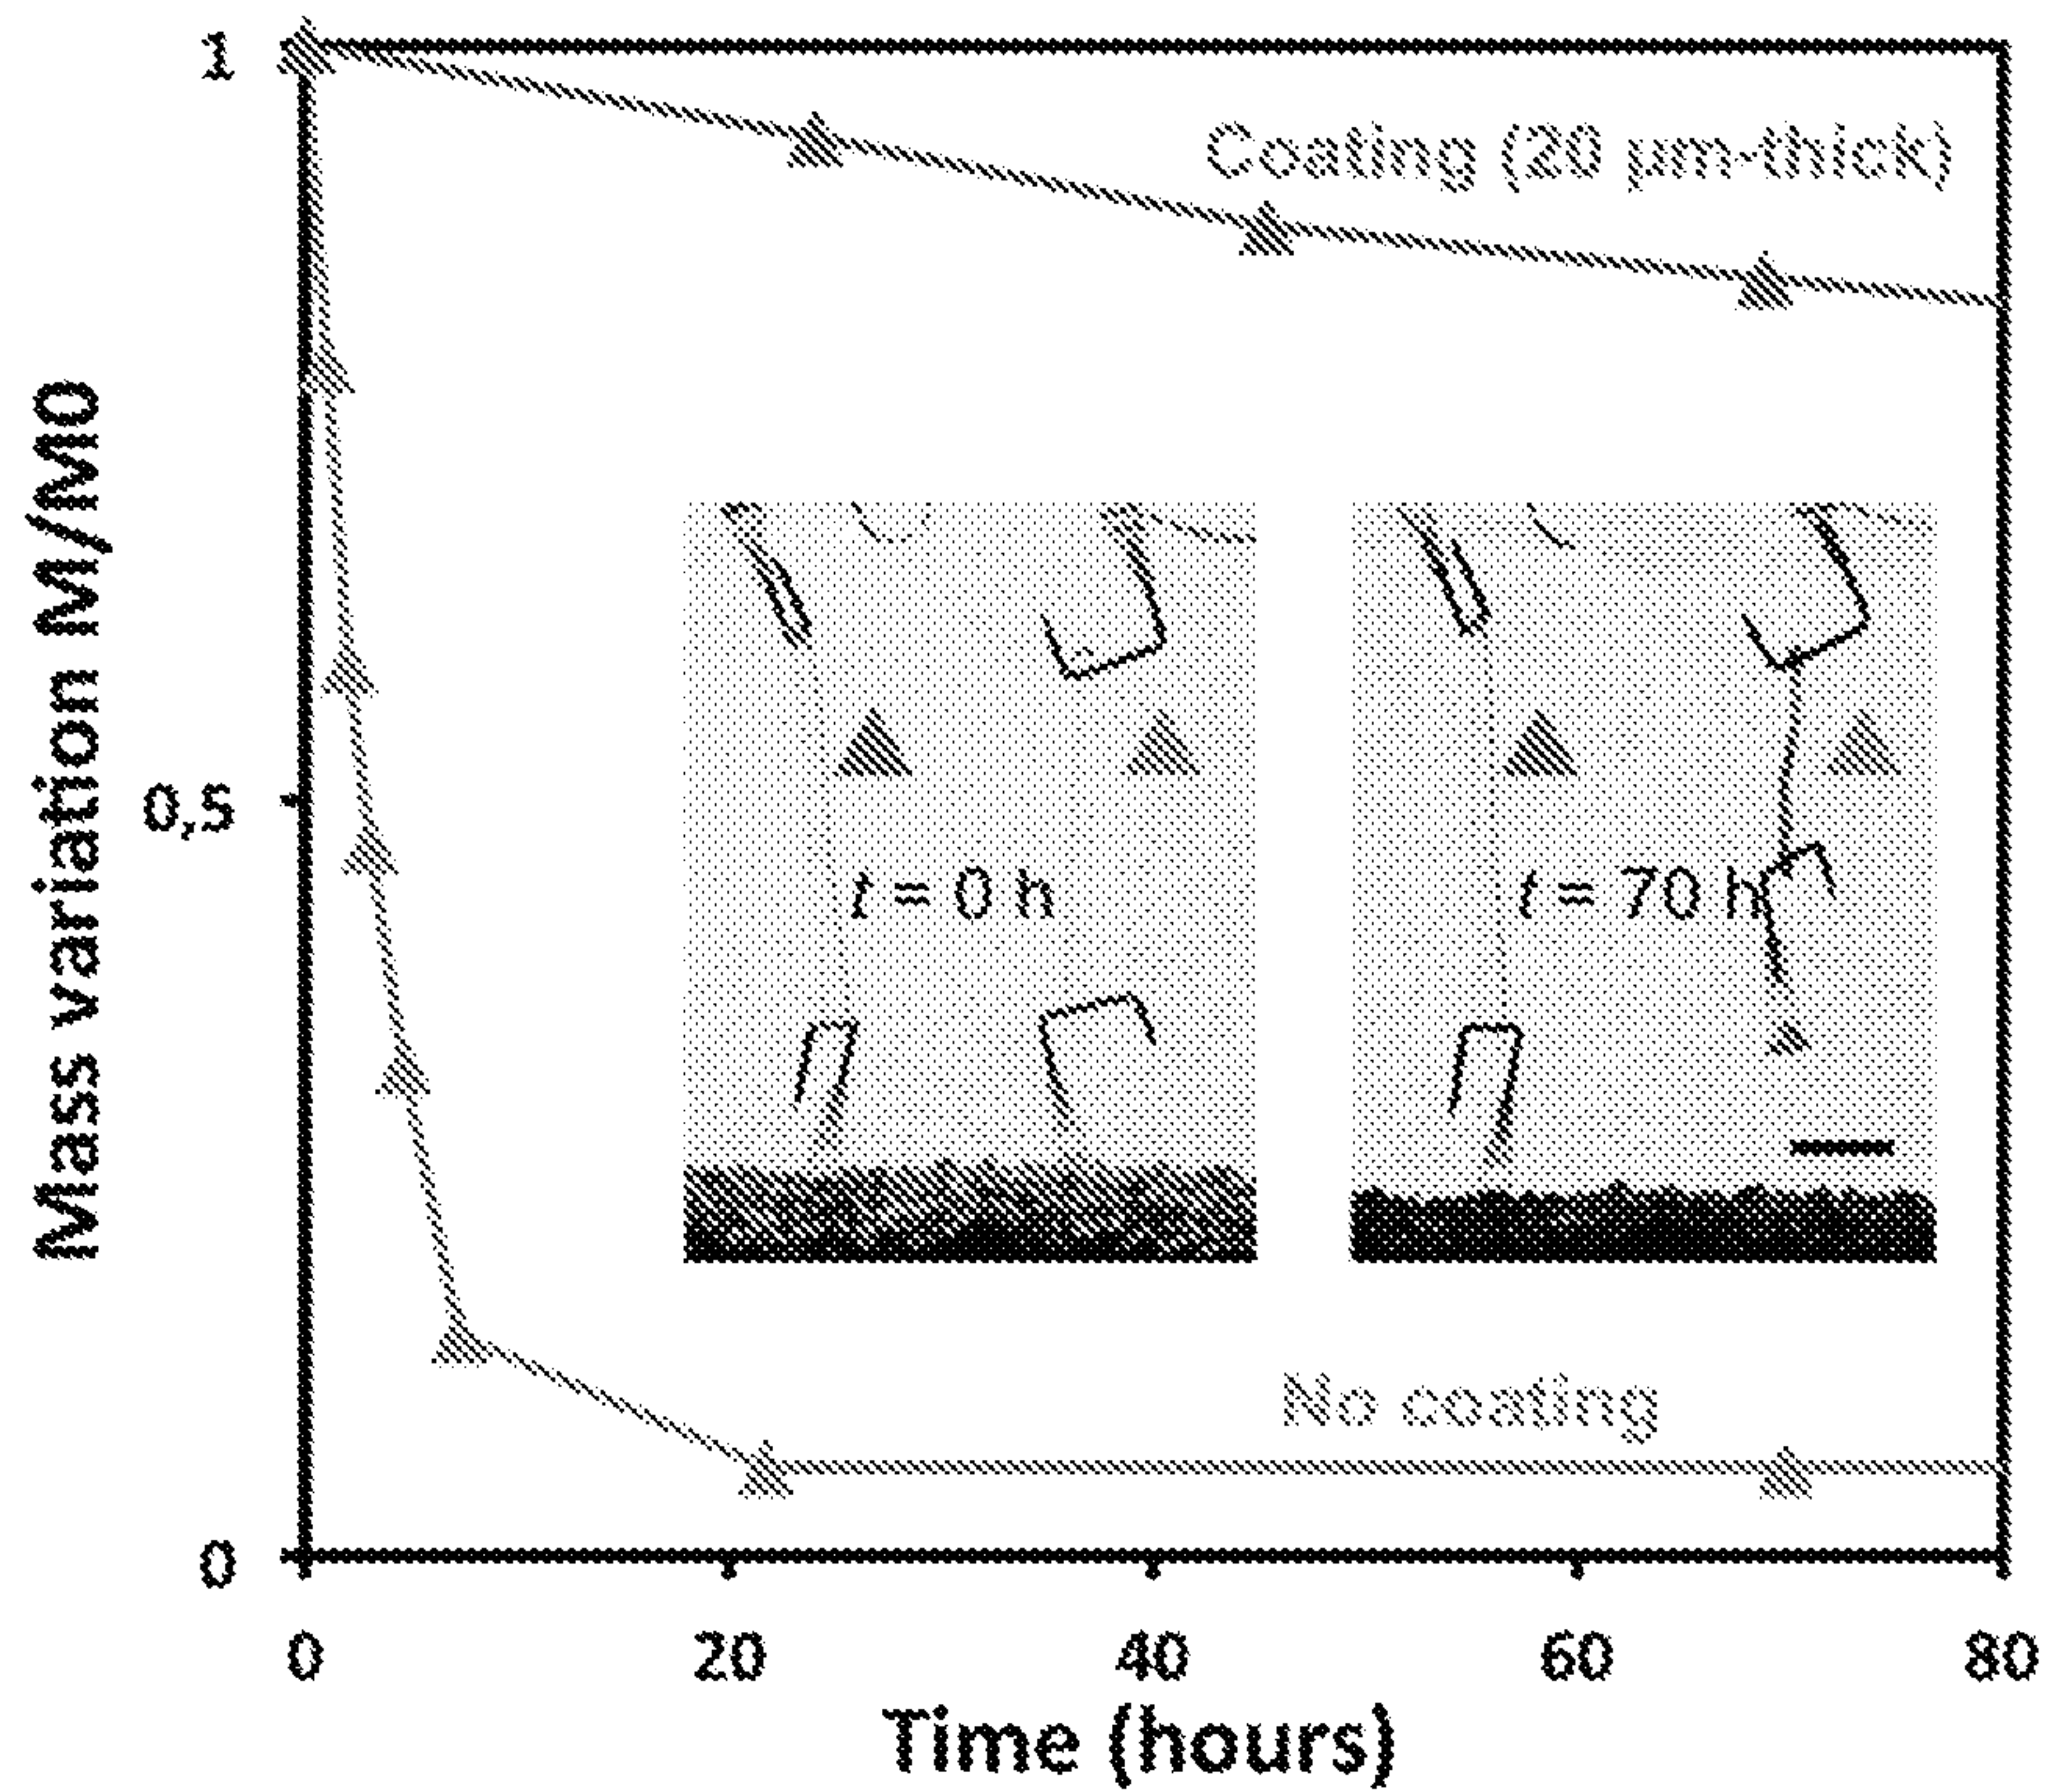 Mass variation M/M0
1
0,5
0
Coating (20 µm-thick)
t = 0 h
t = 70 h
No coating
0 20 40 60 80
Time (hours)